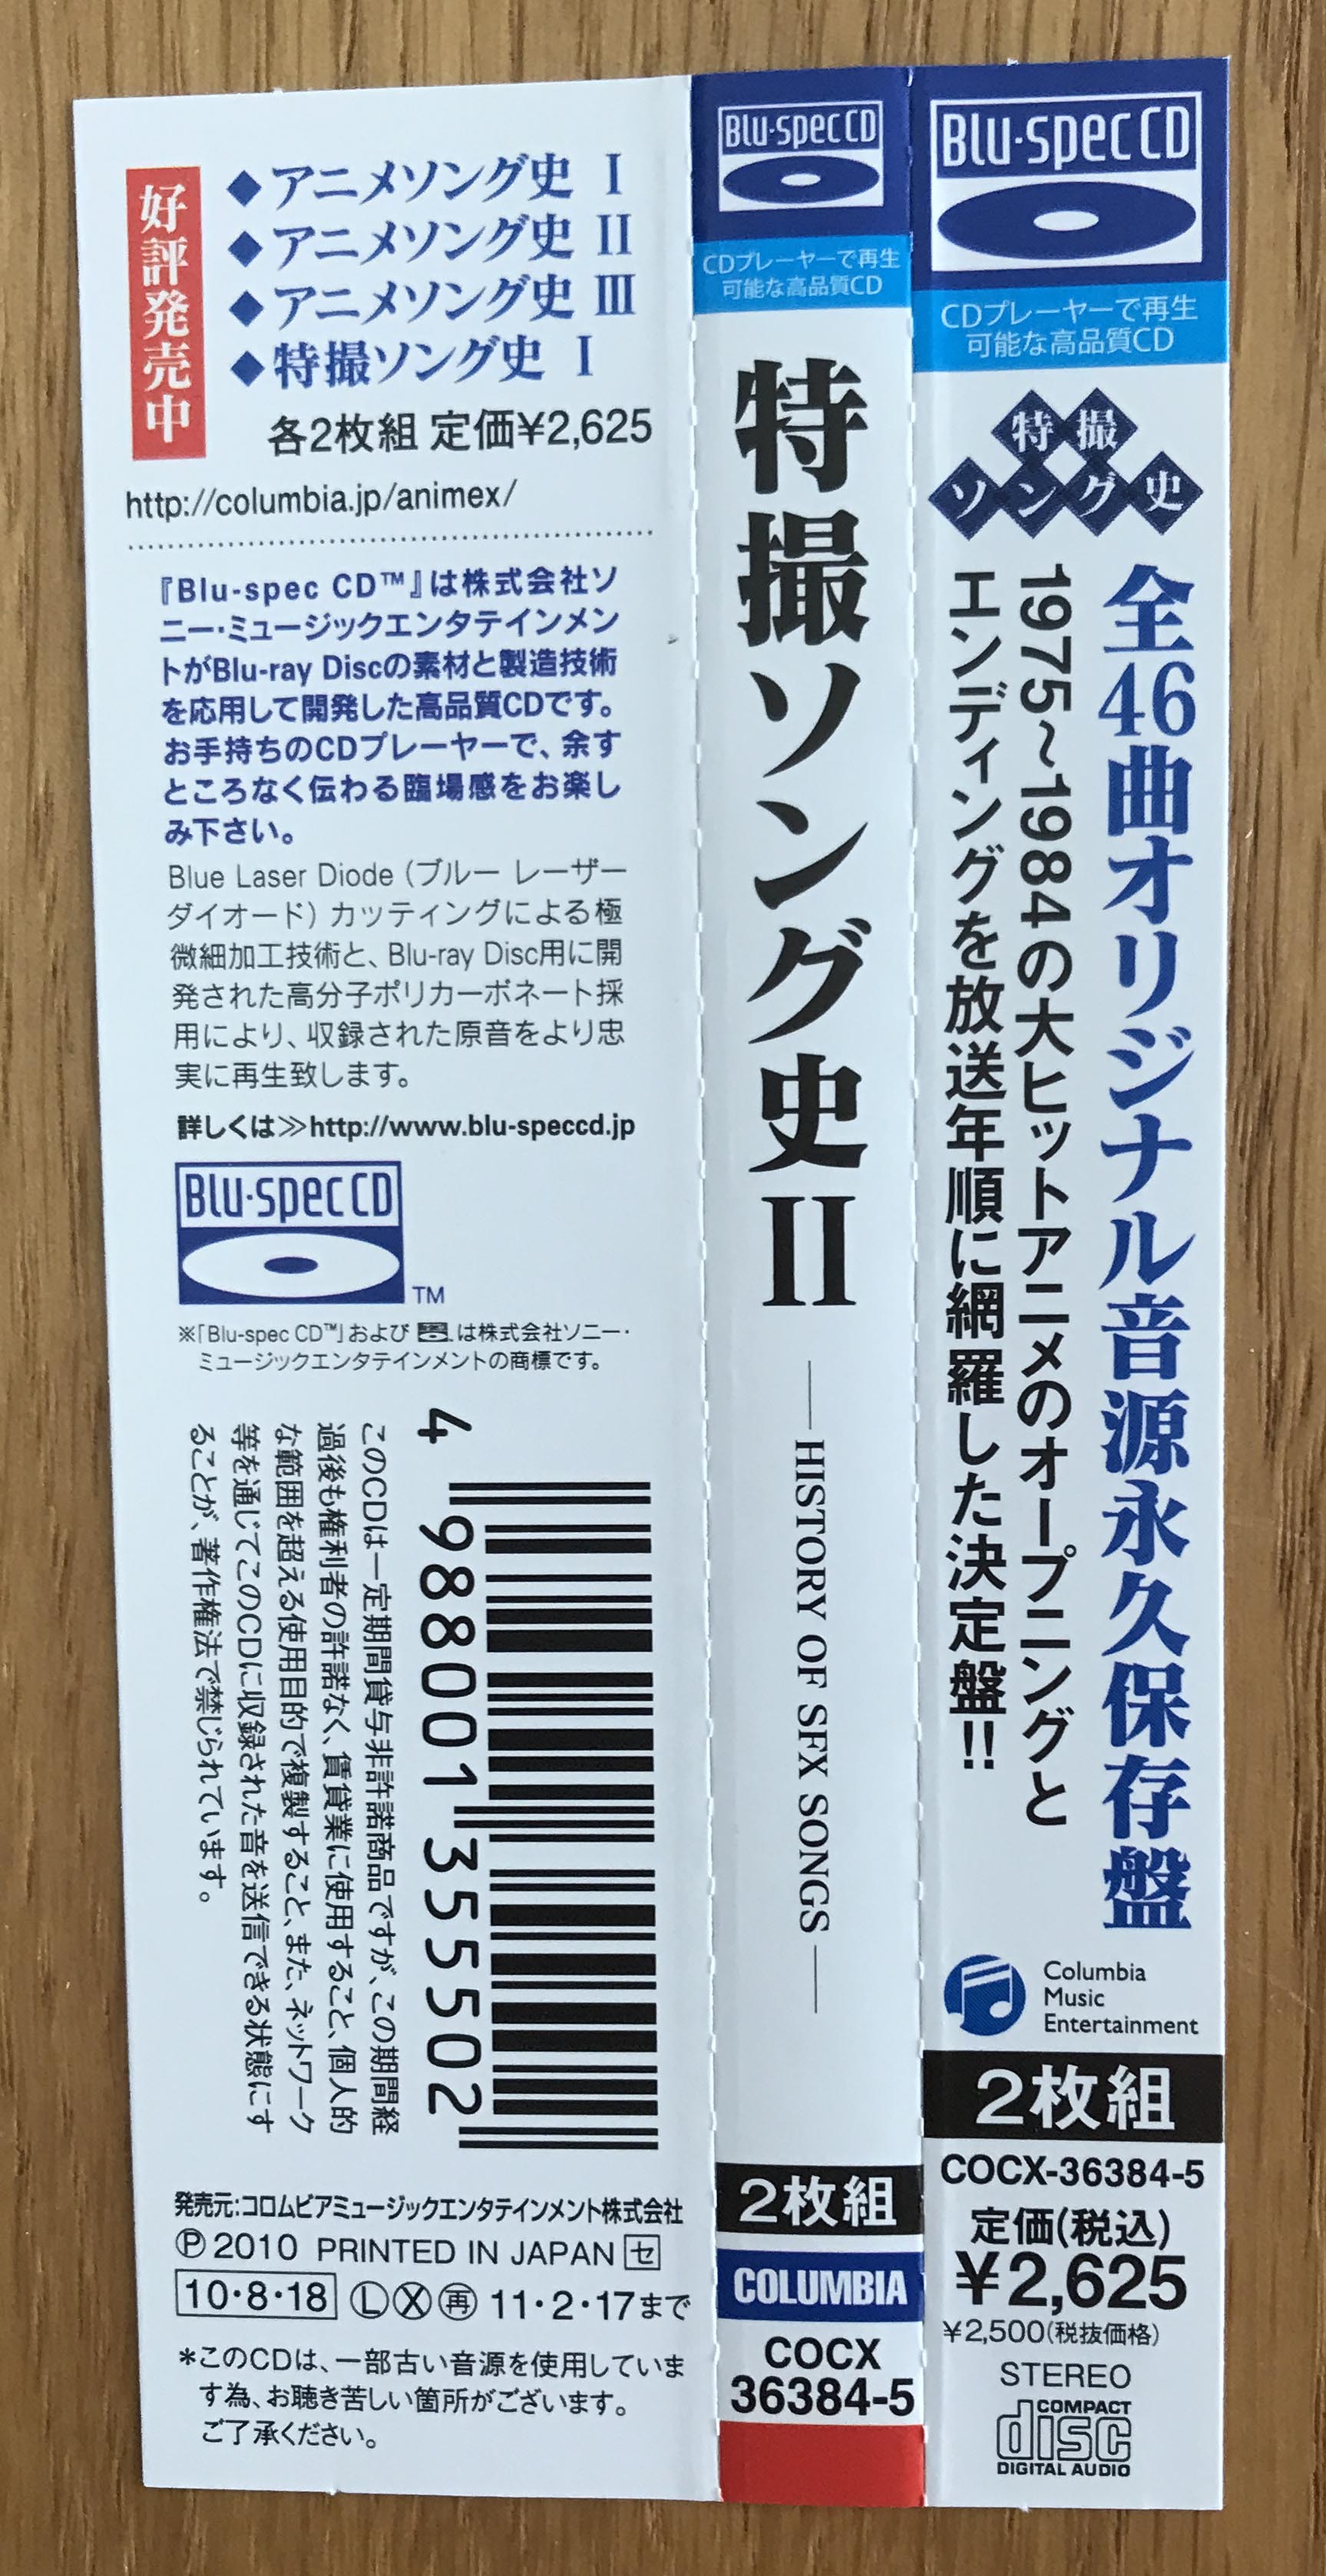 Blu-spec CD
CDプレーヤーで再生
可能な高品質CD
特撮
ソング史
全46曲オリジナル音源永久保存盤
1975~1984の大ヒットアニメのオープニングと
エンディングを放送年順に網羅した決定盤!!
Columbia
Music
Entertainment
2枚組
COCX-36384-5
定価(税込)
¥2,625
¥2,500(税抜価格)
STEREO
COMPACT
disc
DIGITAL AUDIO
Blu-spec CD
CDプレーヤーで再生
可能な高品質CD
特撮ソング史II
HISTORY OF SFX SONGS
2枚組
COLUMBIA
COCX
36384-5
好評発売中
◆アニメソング史 I
◆アニメソング史 II
◆アニメソング史 III
◆特撮ソング史 I
各2枚組 定価¥2,625
http://columbia.jp/animex/
『Blu-spec CD™』は株式会社ソ
ニー・ミュージックエンタテインメン
トがBlu-ray Discの素材と製造技術
を応用して開発した高品質CDです。
お手持ちのCDプレーヤーで、余す
ところなく伝わる臨場感をお楽し
み下さい。
Blue Laser Diode (ブルー レーザー
ダイオード) カッティングによる極
微細加工技術と、Blu-ray Disc用に開
発された高分子ポリカーボネート採
用により、収録された原音をより忠
実に再生致します。
詳しくは≫http://www.blu-speccd.jp
Blu-spec CD
TM
※「Blu-spec CD™」および は株式会社ソニー・
ミュージックエンタテインメントの商標です。
4 988001 355502
このCDは一定期間貸与非許諾商品ですが、この期間経
過後も権利者の許諾なく、賃貸業に使用すること、個人的
な範囲を超える使用目的で複製すること、また、ネットワーク
等を通じてこのCDに収録された音を送信できる状態にす
ることが、著作権法で禁じられています。
発売元:コロムビアミュージックエンタテインメント株式会社
Ⓟ2010 PRINTED IN JAPAN セ
10・8・18 Ⓛ Ⓧ 再 11・2・17まで
*このCDは、一部古い音源を使用していま
す為、お聴き苦しい箇所がございます。
ご了承ください。